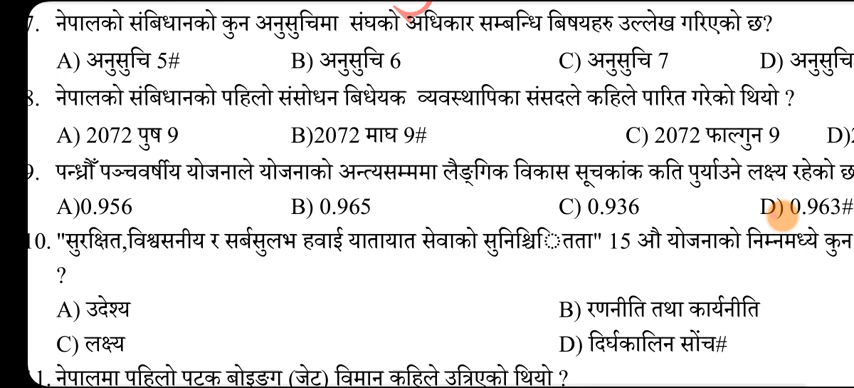 7. नेपालको संबिधानको कुन अनुसुचिमा संघको अधिकार सम्बन्धि बिषयहरु उल्लेख गरिएको छ?
A) अनुसुचि 5# B) अनुसुचि 6 C) अनुसुचि 7 D) अनुसुचि
8. नेपालको संबिधानको पहिलो संसोधन बिधेयक व्यवस्थापिका संसदले कहिले पारित गरेको थियो ?
A) 2072 पुष 9 B)2072 माघ 9# C) 2072 फाल्गुन 9 D)
9. पन्ध्रौँ पञ्चवर्षीय योजनाले योजनाको अन्त्यसम्ममा लैङ्गिक विकास सूचकांक कति पुर्याउने लक्ष्य रहेको छ
A)0.956 B) 0.965 C) 0.936 D) 0.963#
10. "सुरक्षित,विश्वसनीय र सर्बसुलभ हवाई यातायात सेवाको सुनिश्चिितता" 15 औ योजनाको निम्नमध्ये कुन
?
A) उदेश्य B) रणनीति तथा कार्यनीति
C) लक्ष्य D) दिर्घकालिन सोंच#
1. नेपालमा पहिलो पटक बोइङग (जेट) विमान कहिले उत्रिएको थियो ?